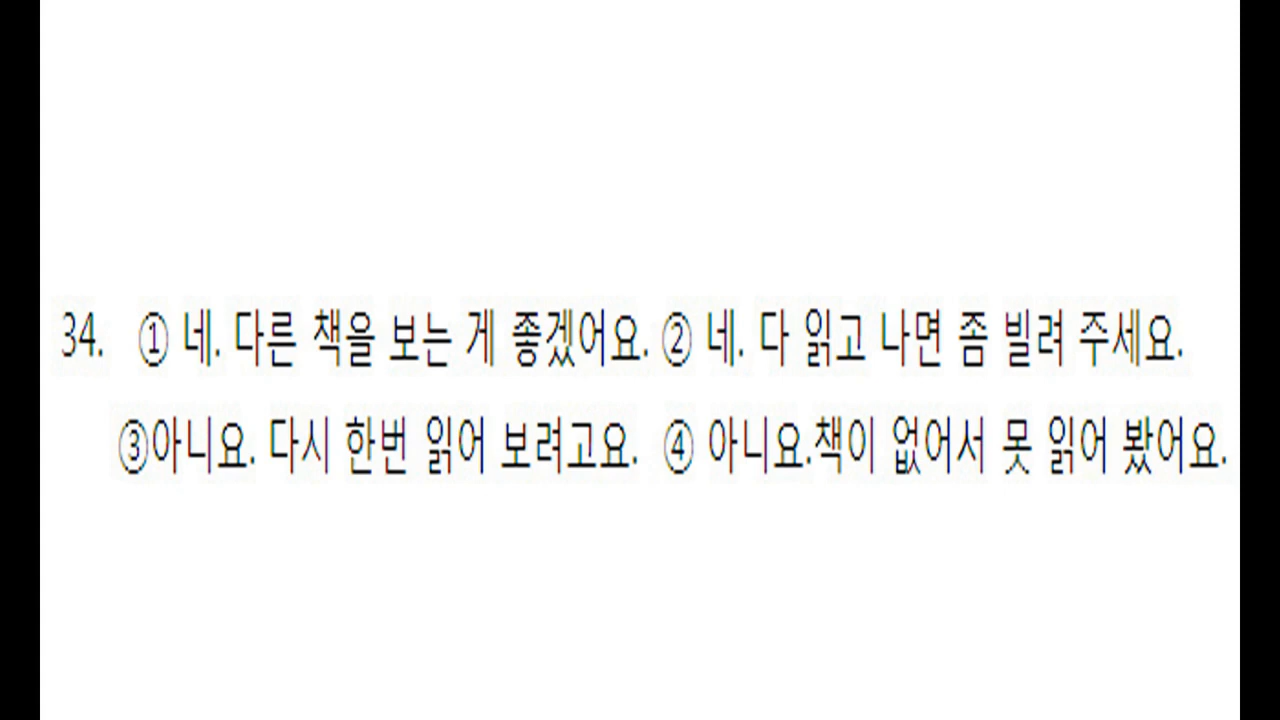 34. ① 네. 다른 책을 보는 게 좋겠어요. ② 네. 다 읽고 나면 좀 빌려 주세요.
③아니요. 다시 한번 읽어 보려고요. ④ 아니요.책이 없어서 못 읽어 봤어요.